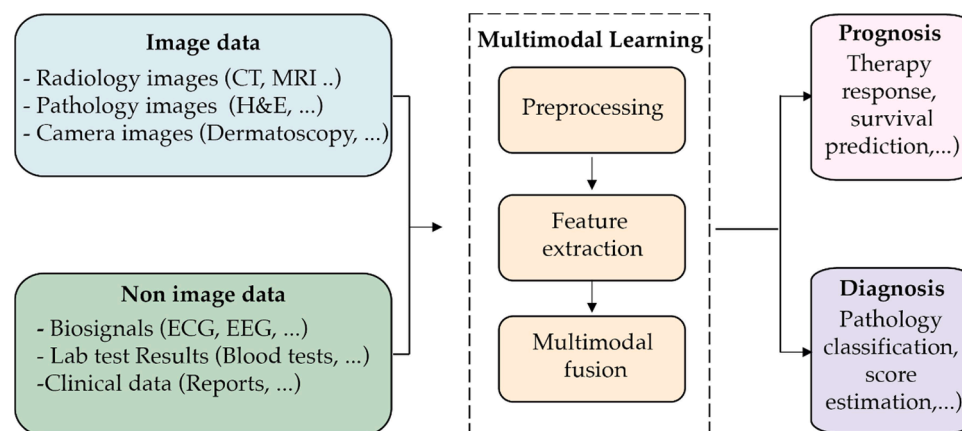 Image data
- Radiology images (CT, MRI ..)
- Pathology images (H&E, ...)
- Camera images (Dermatoscopy, ...)
Non image data
- Biosignals (ECG, EEG, ...)
- Lab test Results (Blood tests, ...)
-Clinical data (Reports, ...)
Multimodal Learning
Preprocessing
Feature
extraction
Multimodal
fusion
Prognosis
Therapy
response,
survival
prediction,...)
Diagnosis
Pathology
classification,
score
estimation,...)